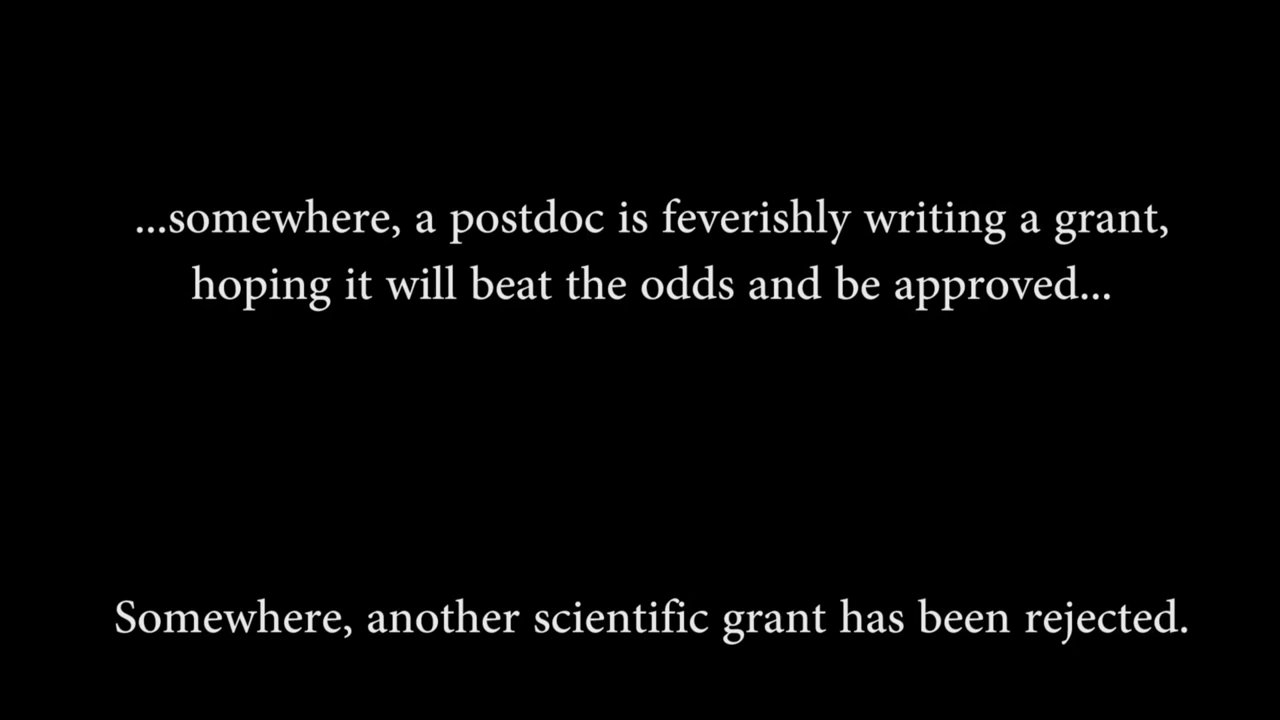 ...somewhere, a postdoc is feverishly writing a grant,
hoping it will beat the odds and be approved...
Somewhere, another scientific grant has been rejected.